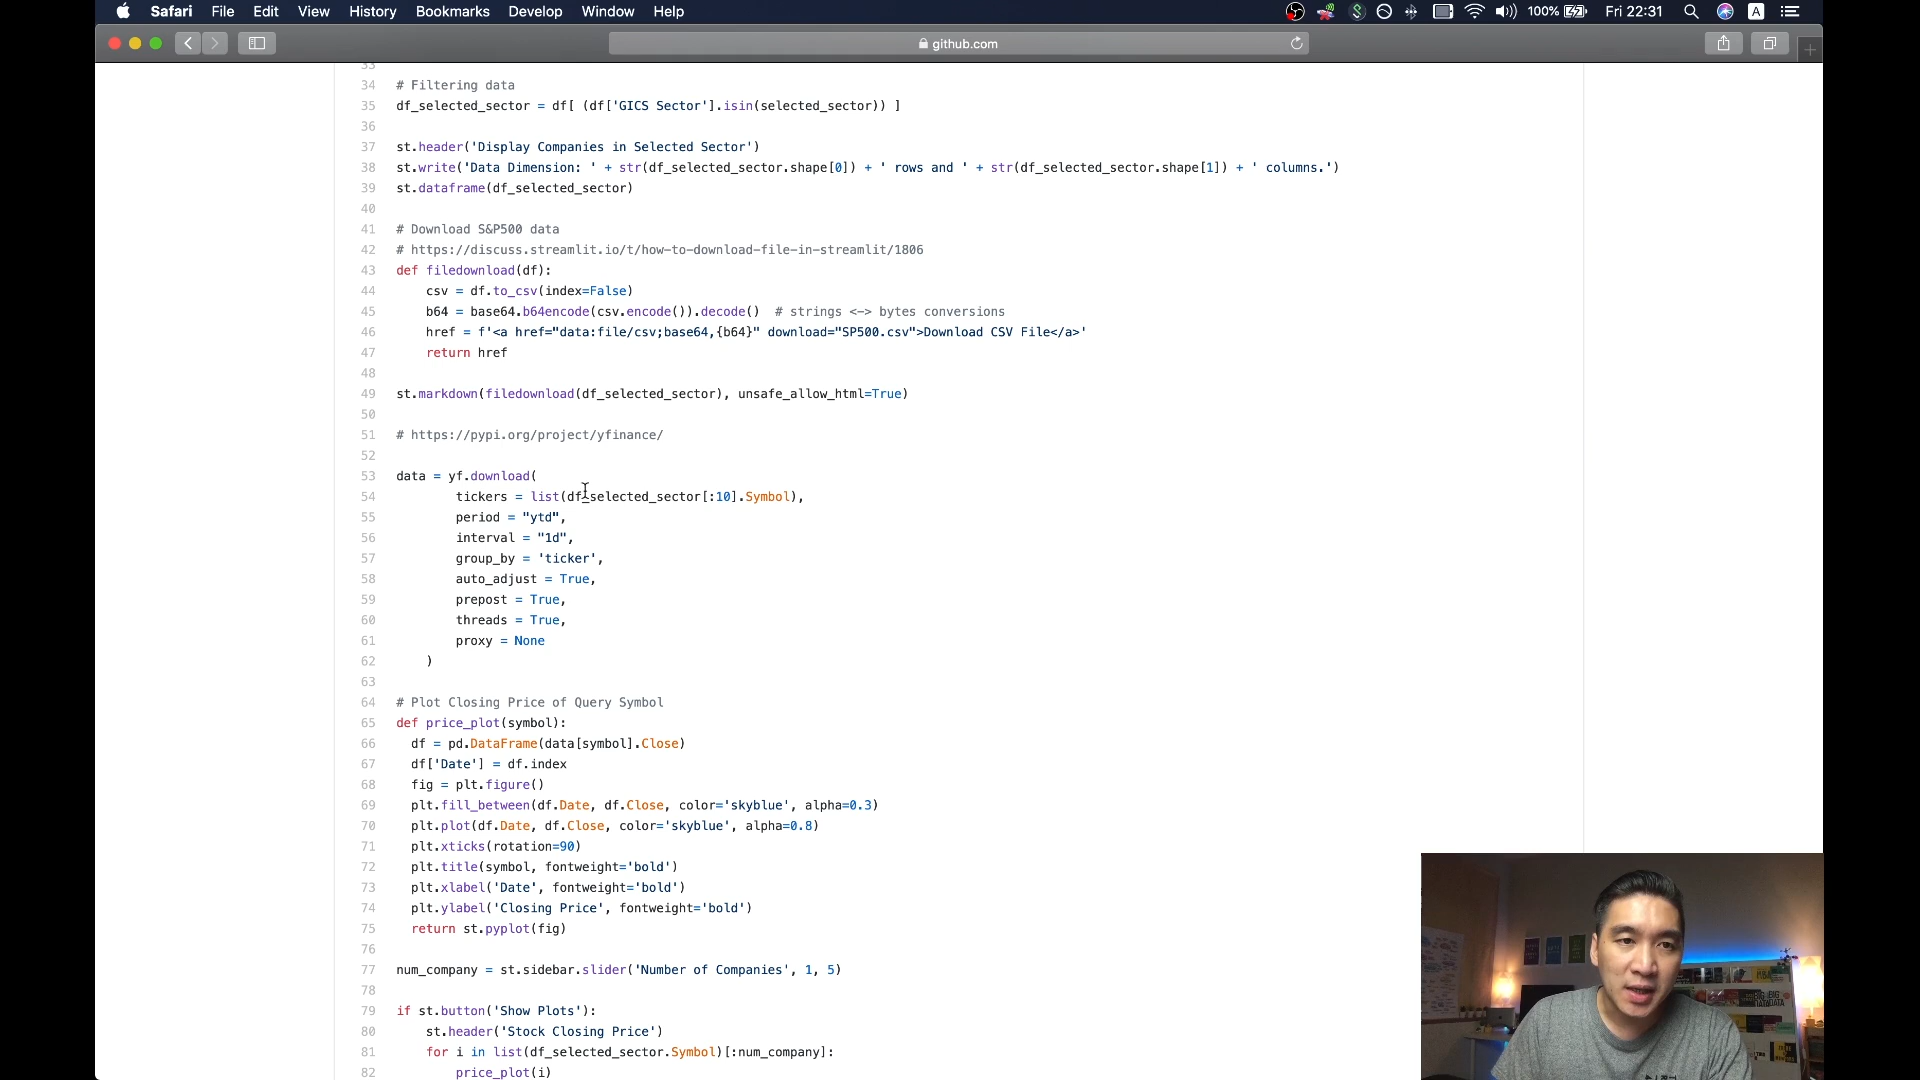 Safari File Edit View History Bookmarks Develop Window Help 100% Fri 22:31 A
github.com
33
34 # Filtering data
35 df_selected_sector = df[ (df['GICS Sector'].isin(selected_sector)) ]
36
37 st.header('Display Companies in Selected Sector')
38 st.write('Data Dimension: ' + str(df_selected_sector.shape[0]) + ' rows and ' + str(df_selected_sector.shape[1]) + ' columns.')
39 st.dataframe(df_selected_sector)
40
41 # Download S&P500 data
42 # https://discuss.streamlit.io/t/how-to-download-file-in-streamlit/1806
43 def filedownload(df):
44 csv = df.to_csv(index=False)
45 b64 = base64.b64encode(csv.encode()).decode() # strings <-> bytes conversions
46 href = f'<a href="data:file/csv;base64,{b64}" download="SP500.csv">Download CSV File</a>'
47 return href
48
49 st.markdown(filedownload(df_selected_sector), unsafe_allow_html=True)
50
51 # https://pypi.org/project/yfinance/
52
53 data = yf.download(
54 tickers = list(df_selected_sector[:10].Symbol),
55 period = "ytd",
56 interval = "1d",
57 group_by = 'ticker',
58 auto_adjust = True,
59 prepost = True,
60 threads = True,
61 proxy = None
62 )
63
64 # Plot Closing Price of Query Symbol
65 def price_plot(symbol):
66 df = pd.DataFrame(data[symbol].Close)
67 df['Date'] = df.index
68 fig = plt.figure()
69 plt.fill_between(df.Date, df.Close, color='skyblue', alpha=0.3)
70 plt.plot(df.Date, df.Close, color='skyblue', alpha=0.8)
71 plt.xticks(rotation=90)
72 plt.title(symbol, fontweight='bold')
73 plt.xlabel('Date', fontweight='bold')
74 plt.ylabel('Closing Price', fontweight='bold')
75 return st.pyplot(fig)
76
77 num_company = st.sidebar.slider('Number of Companies', 1, 5)
78
79 if st.button('Show Plots'):
80 st.header('Stock Closing Price')
81 for i in list(df_selected_sector.Symbol)[:num_company]:
82 price_plot(i)